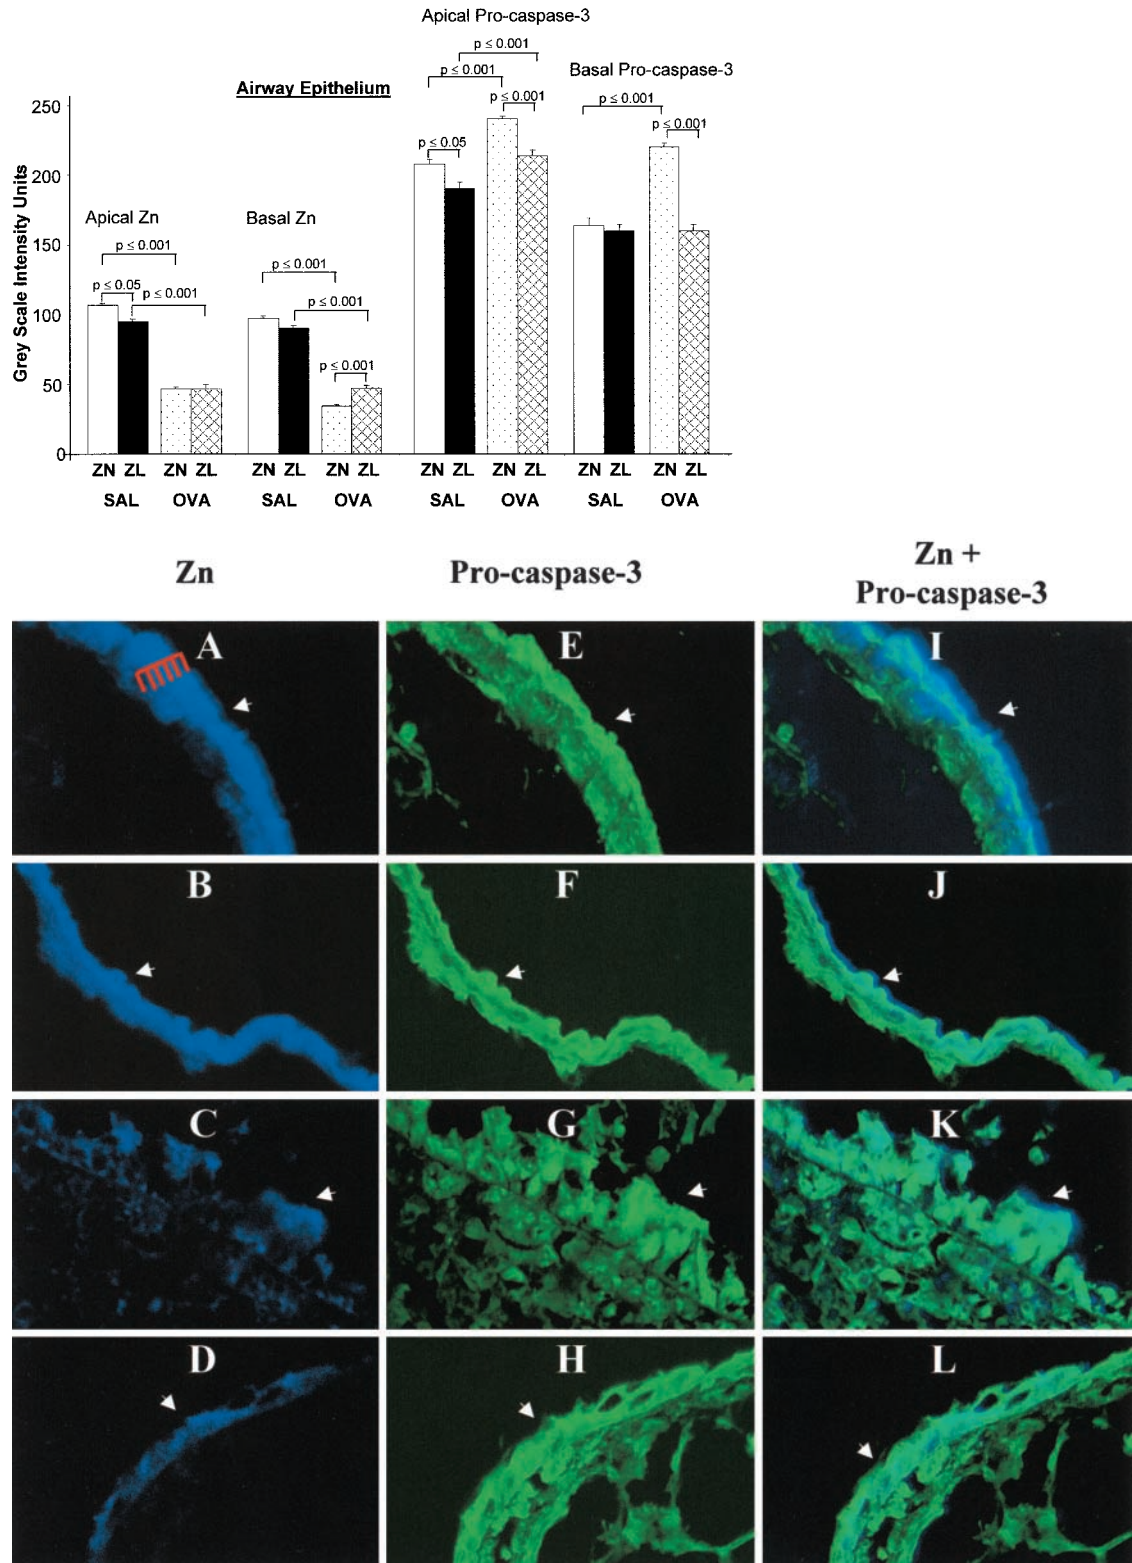 Apical Pro-caspase-3
p ≤ 0.001
p ≤ 0.001
Basal Pro-caspase-3
Airway Epithelium
p ≤ 0.001
p ≤ 0.001
p ≤ 0.001
p ≤ 0.05
Grey Scale Intensity Units
250
200
150
100
50
0
Apical Zn
Basal Zn
p ≤ 0.001
p ≤ 0.001
p ≤ 0.05
p ≤ 0.001
p ≤ 0.001
p ≤ 0.001
ZN ZL ZN ZL ZN ZL ZN ZL ZN ZL ZN ZL ZN ZL ZN ZL
SAL OVA SAL OVA SAL OVA SAL OVA
Zn
Pro-caspase-3
Zn +
Pro-caspase-3
A E I
B F J
C G K
D H L